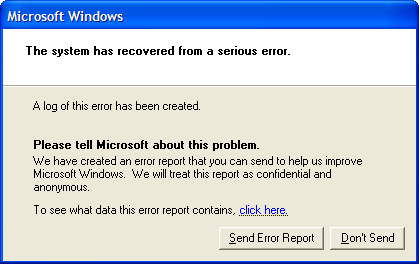 Microsoft Windows
The system has recovered from a serious error.
A log of this error has been created.
Please tell Microsoft about this problem.
We have created an error report that you can send to help us improve
Microsoft Windows. We will treat this report as confidential and
anonymous.
To see what data this error report contains, click here.
Send Error Report Don't Send